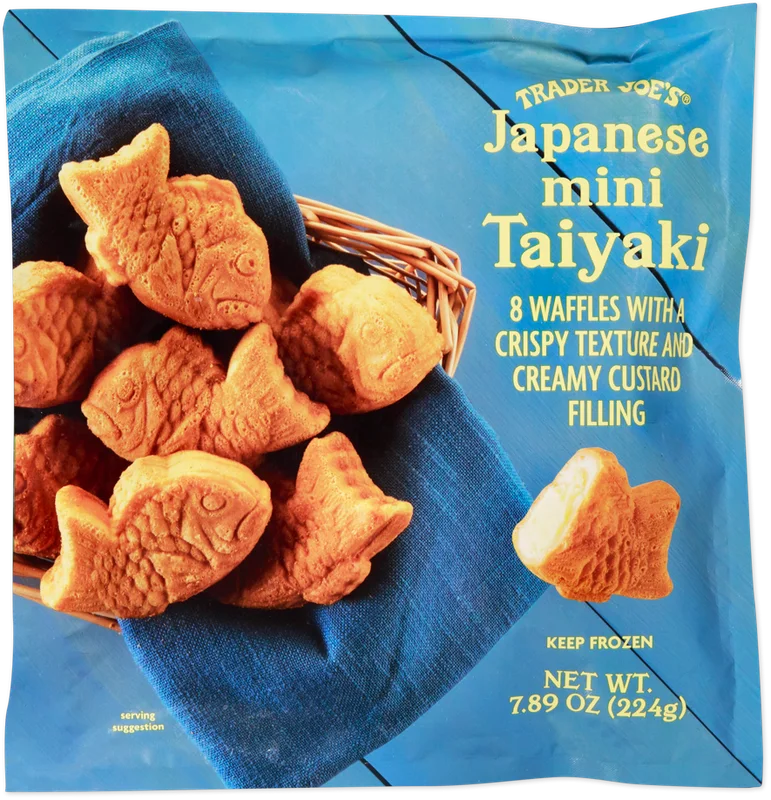 TRADER JOE'S®
Japanese
mini
Taiyaki
8 WAFFLES WITH A
CRISPY TEXTURE AND
CREAMY CUSTARD
FILLING
KEEP FROZEN
NET WT.
7.89 OZ (224g)
serving
suggestion